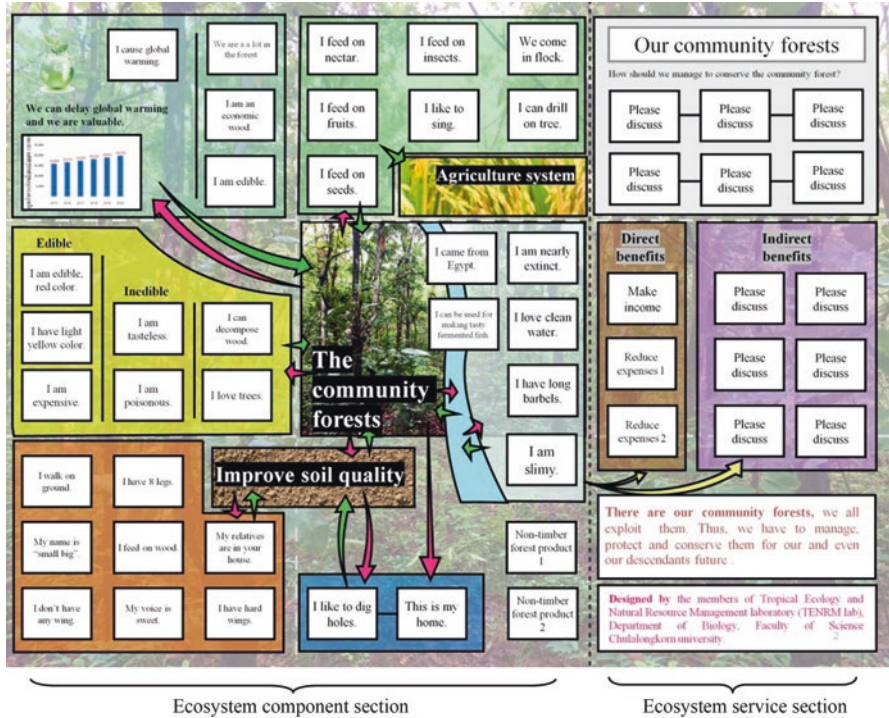 I cause global
warming.
We are a a lot in
the forest
We can delay global warming
and we are valuable.
I am an
economic
wood.
I am edible.
I feed on
nectar.
I feed on
insects.
We come
in flock.
I feed on
fruits.
I like to
sing.
I can drill
on tree.
I feed on
seeds.
Agriculture system
Our community forests
How should we manage to conserve the community forest?
Please
discuss
Please
discuss
Please
discuss
Please
discuss
Please
discuss
Please
discuss
Edible
I am edible,
red color.
I have light
yellow color.
I am
expensive.
Inedible
I am
tasteless.
I am
poisonous.
I can
decompose
wood.
I love trees.
The
community
forests
I came from
Egypt.
I am nearly
extinct.
I can be used for
making tasty
fermented fish.
I love clean
water.
I have long
barbels.
I am
slimy.
Direct
benefits
Make
income
Reduce
expenses 1
Reduce
expenses 2
Indirect
benefits
Please
discuss
Please
discuss
Please
discuss
Please
discuss
Please
discuss
Please
discuss
Improve soil quality
I walk on
ground.
I have 8 legs.
My name is
"small big".
I feed on wood.
My relatives
are in your
house.
I don't have
any wing.
My voice is
sweet.
I have hard
wings.
I like to dig
holes.
This is my
home.
Non-timber
forest product
1
Non-timber
forest product
2
There are our community forests, we all
exploit them. Thus, we have to manage,
protect and conserve them for our and even
our descendants future .
Designed by the members of Tropical Ecology and
Natural Resource Management laboratory (TENRM lab),
Department of Biology, Faculty of Science
Chulalongkorn university.
2
Ecosystem component section
Ecosystem service section